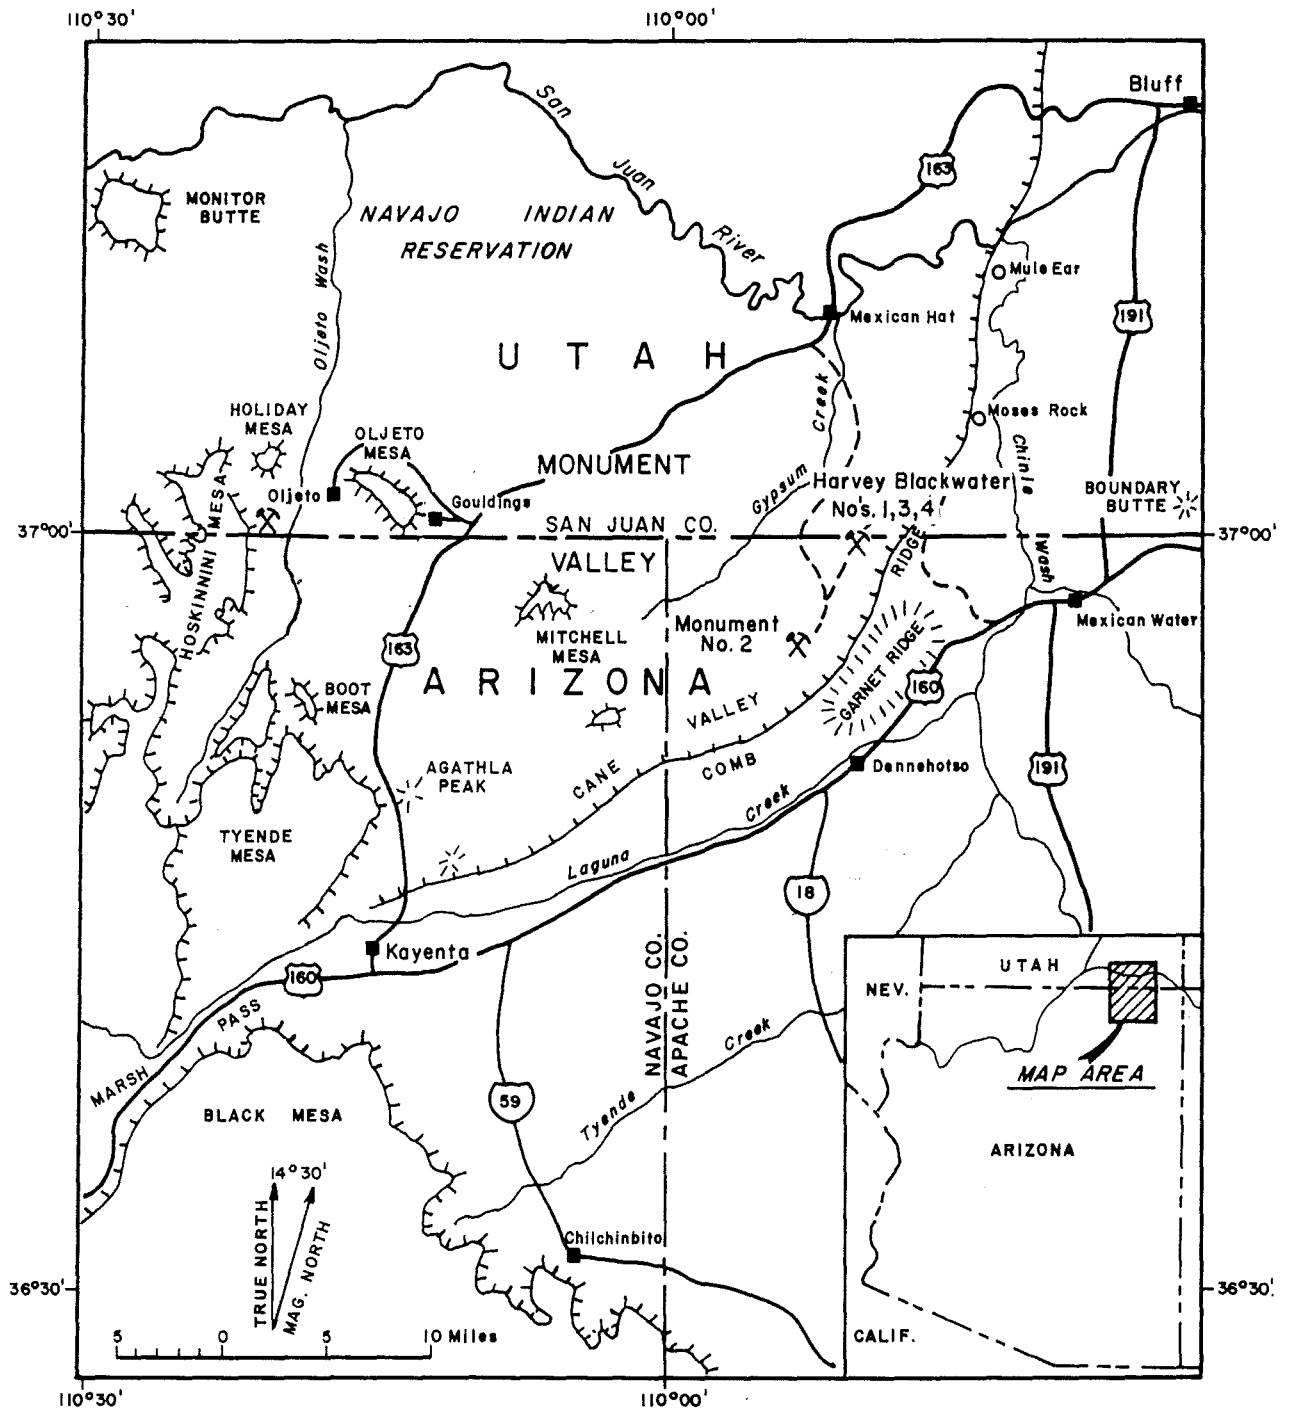 110°30'
110°00'
Bluff
San
163
Juan
MONITOR
BUTTE
NAVAJO INDIAN
RESERVATION
River
Oljeto Wash
Mule Ear
Mexican Hat
191
UTAH
Creek
HOLIDAY
MESA
OLJETO
MESA
Moses Rock
Chinle
MONUMENT
Gypsum
Harvey Blackwater
No's. 1,3,4
Oljeto
Gouldings
BOUNDARY
BUTTE
37°00'
SAN JUAN CO.
37°00'
VALLEY
RIDGE
Wash
HOSKINNINI MESA
MITCHELL
MESA
Monument
No. 2
Mexican Water
163
GARNET RIDGE
ARIZONA
160
BOOT
MESA
VALLEY
CANE
COMB
Dennehotso
191
AGATHLA
PEAK
Creek
TYENDE
MESA
Laguna
18
Kayenta
160
NAVAJO CO.
APACHE CO.
UTAH
NEV.
PASS
MARSH
Creek
MAP AREA
59
Tyende
BLACK MESA
ARIZONA
14°30'
TRUE NORTH
MAG. NORTH
Chilchinbito
36°30'
36°30'
5 0 5 10 Miles
CALIF.
110°30'
110°00'